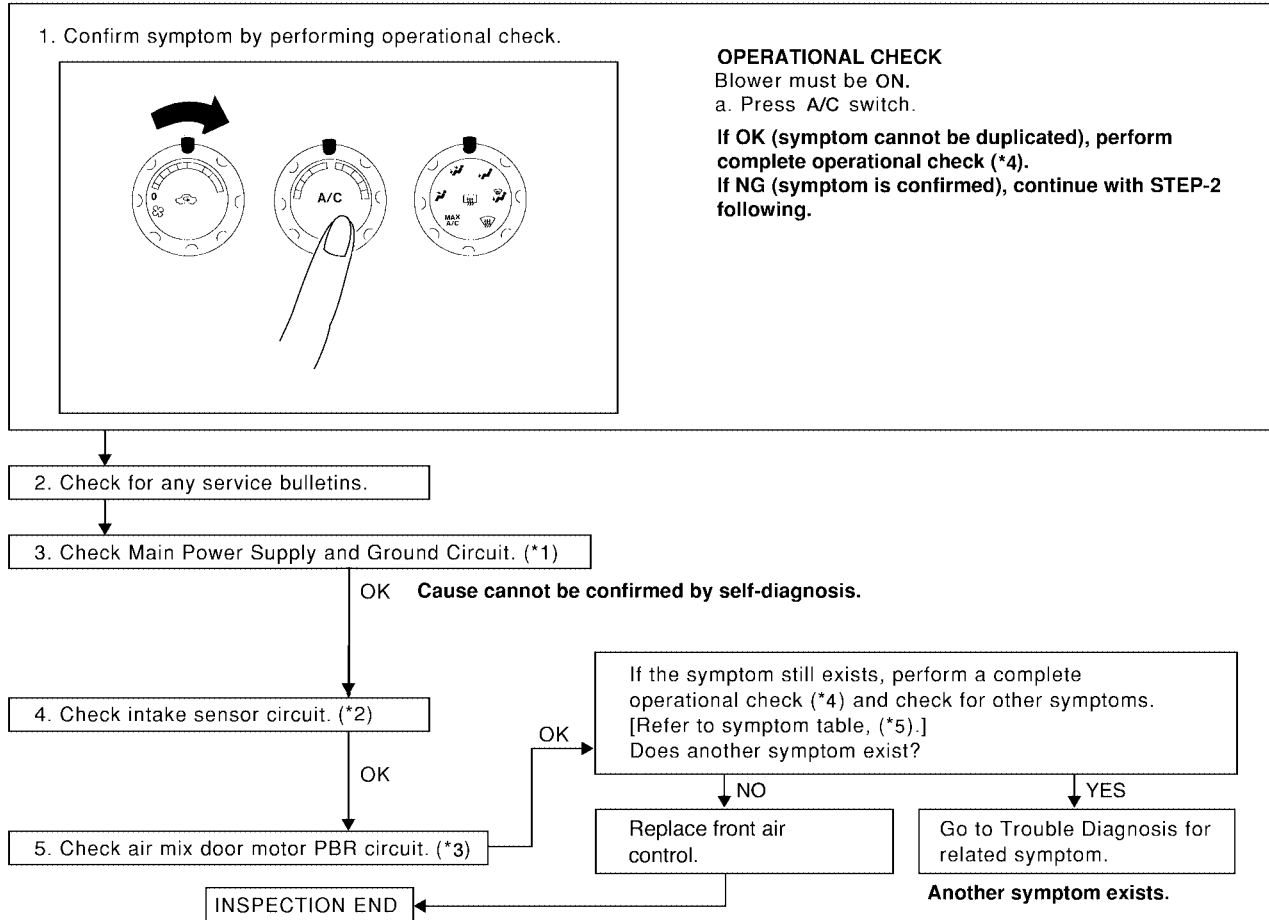 1. Confirm symptom by performing operational check.
0
A/C
MAX
A/C
OPERATIONAL CHECK
Blower must be ON.
a. Press A/C switch.
If OK (symptom cannot be duplicated), perform
complete operational check (*4).
If NG (symptom is confirmed), continue with STEP-2
following.
2. Check for any service bulletins.
3. Check Main Power Supply and Ground Circuit. (*1)
OK
Cause cannot be confirmed by self-diagnosis.
4. Check intake sensor circuit. (*2)
OK
5. Check air mix door motor PBR circuit. (*3)
OK
If the symptom still exists, perform a complete
operational check (*4) and check for other symptoms.
[Refer to symptom table, (*5).]
Does another symptom exist?
NO
YES
Replace front air
control.
Go to Trouble Diagnosis for
related symptom.
Another symptom exists.
INSPECTION END